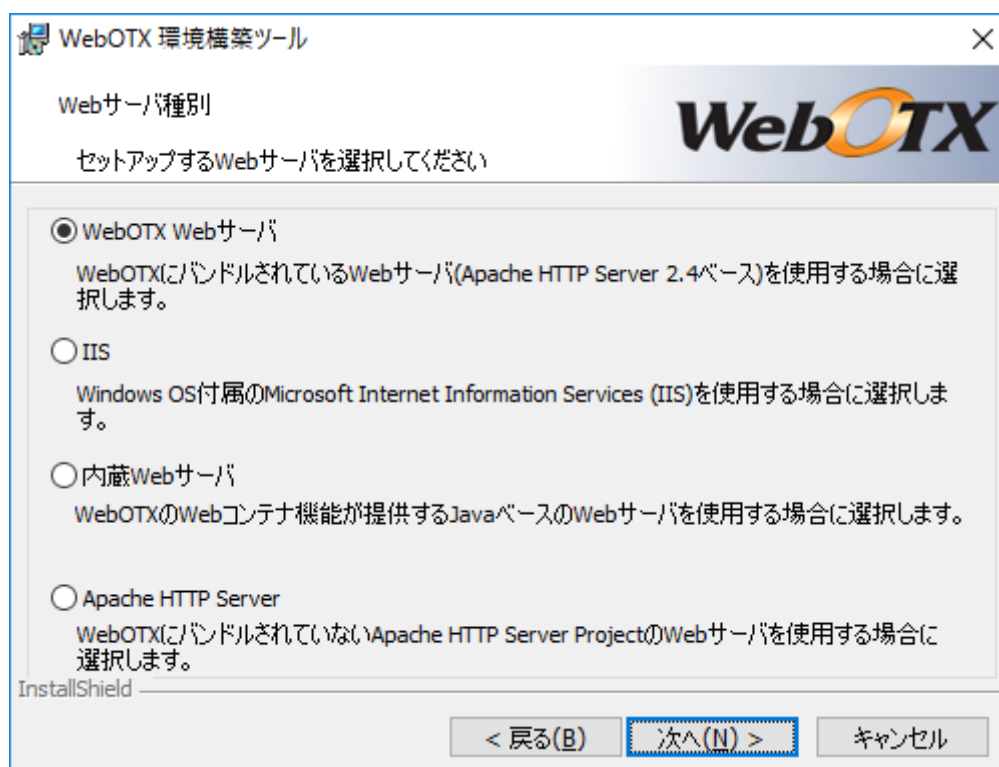 WebOTX 環境構築ツール
Webサーバ種別
WebOTX
セットアップするWebサーバを選択してください
WebOTX Webサーバ
WebOTXにバンドルされているWebサーバ(Apache HTTP Server 2.4ベース)を使用する場合に選
択します。
IIS
Windows OS付属のMicrosoft Internet Information Services (IIS)を使用する場合に選択しま
す。
内蔵Webサーバ
WebOTXのWebコンテナ機能が提供するJavaベースのWebサーバを使用する場合に選択します。
Apache HTTP Server
WebOTXにバンドルされていないApache HTTP Server ProjectのWebサーバを使用する場合に
選択します。
InstallShield
< 戻る(B)
次へ(N) >
キャンセル